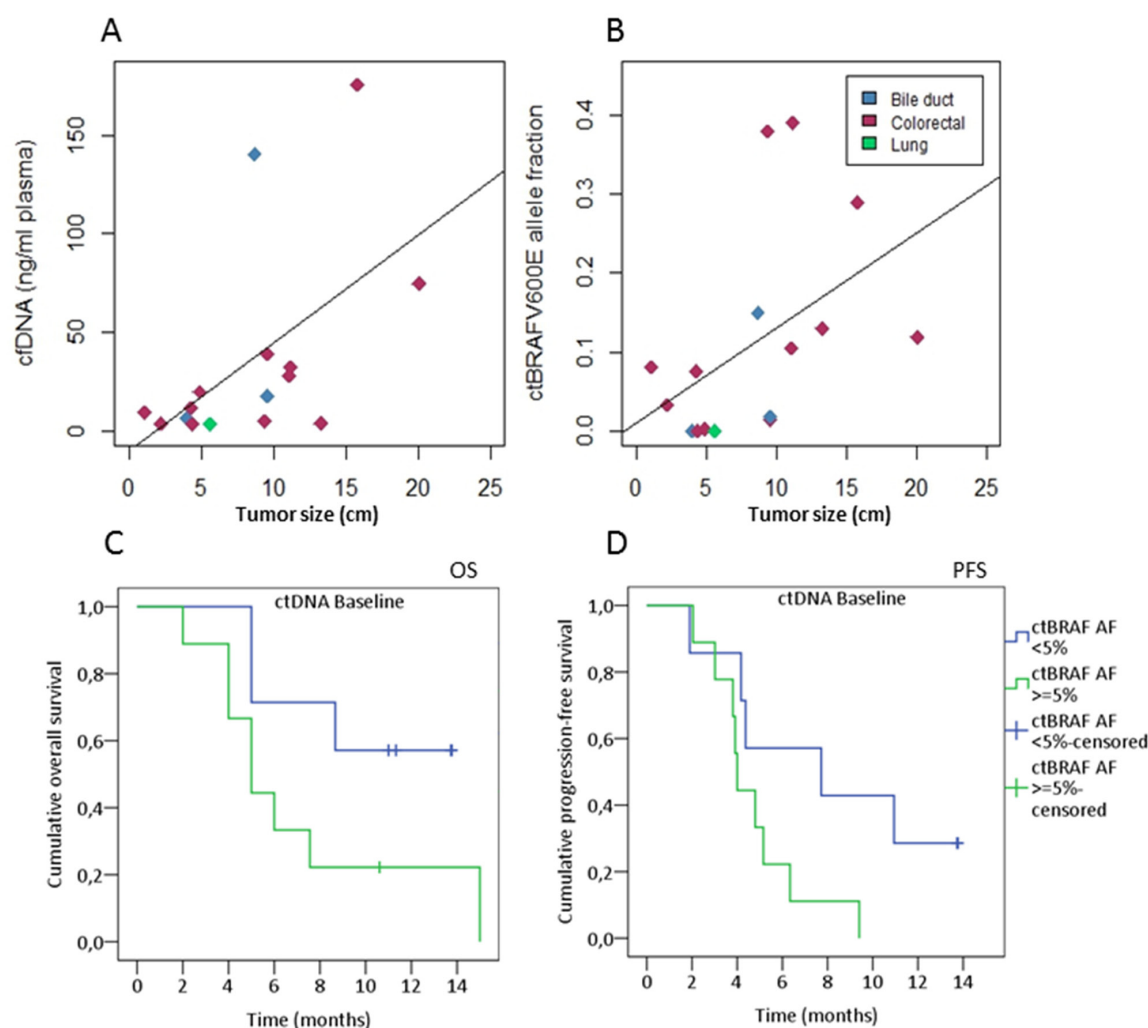 A
cfDNA (ng/ml plasma)
150
100
50
0
0 5 10 15 20 25
Tumor size (cm)
B
ctBRAFV600E allele fraction
0.4
0.3
0.2
0.1
0.0
Bile duct
Colorectal
Lung
0 5 10 15 20 25
Tumor size (cm)
C
OS
ctDNA Baseline
Cumulative overall survival
1,0
0,8
0,6
0,4
0,2
0,0
0 2 4 6 8 10 12 14
Time (months)
D
PFS
ctDNA Baseline
Cumulative progression-free survival
1,0
0,8
0,6
0,4
0,2
0,0
0 2 4 6 8 10 12 14
Time (months)
ctBRAF AF
<5%
ctBRAF AF
>=5%
ctBRAF AF
<5%-censored
ctBRAF AF
>=5%-
censored